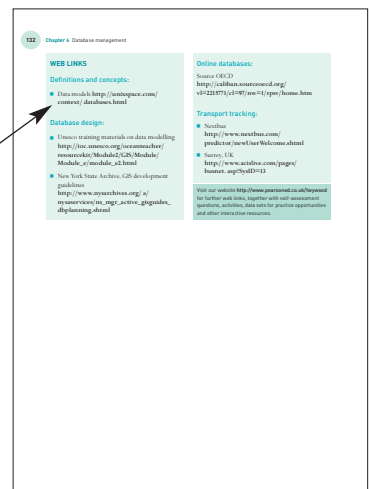 132 Chapter 4 Database management
WEB LINKS
Definitions and concepts:
Data models http://unixspace.com/
context/ databases.html
Database design:
Unesco training materials on data modelling
http://ioc.unesco.org/oceanteacher/
resourcekit/Module2/GIS/Module/
Module_e/module_e2.html
New York State Archive, GIS development
guidelines
http://www.nysarchives.org/ a/
nysaservices/ns_mgr_active_gisguides_
dbplanning.shtml
Online databases:
Source OECD
http://caliban.sourceoecd.org/
vl=2213771/cl=97/nw=1/rpsv/home.htm
Transport tracking:
Nextbus
http://www.nextbus.com/
predictor/newUserWelcome.shtml
Surrey, UK
http://www.acislive.com/pages/
busnet. asp?SysID=13
Visit our website http://www.pearsoned.co.uk/heywood
for further web links, together with self-assessment
questions, activities, data sets for practice opportunities
and other interactive resources.